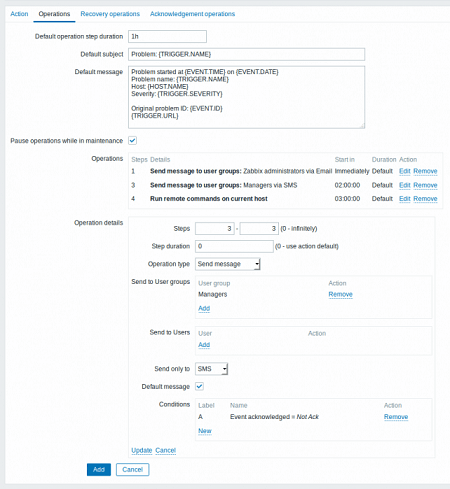 Action Operations Recovery operations Acknowledgement operations
Default operation step duration 1h
Default subject Problem: {TRIGGER.NAME}
Default message Problem started at {EVENT.TIME} on {EVENT.DATE}
Problem name: {TRIGGER.NAME}
Host: {HOST.NAME}
Severity: {TRIGGER.SEVERITY}
Original problem ID: {EVENT.ID}
{TRIGGER.URL}
Pause operations while in maintenance
Operations Steps Details Start in Duration Action
1 Send message to user groups: Zabbix administrators via Email Immediately Default Edit Remove
3 Send message to user groups: Managers via SMS 02:00:00 Default Edit Remove
4 Run remote commands on current host 03:00:00 Default Edit Remove
Operation details Steps 3 - 3 (0 - infinitely)
Step duration 0 (0 - use action default)
Operation type Send message
Send to User groups User group Action
Managers Remove
Add
Send to Users User Action
Add
Send only to SMS
Default message
Conditions Label Name Action
A Event acknowledged = Not Ack Remove
New
Update Cancel
Add Cancel